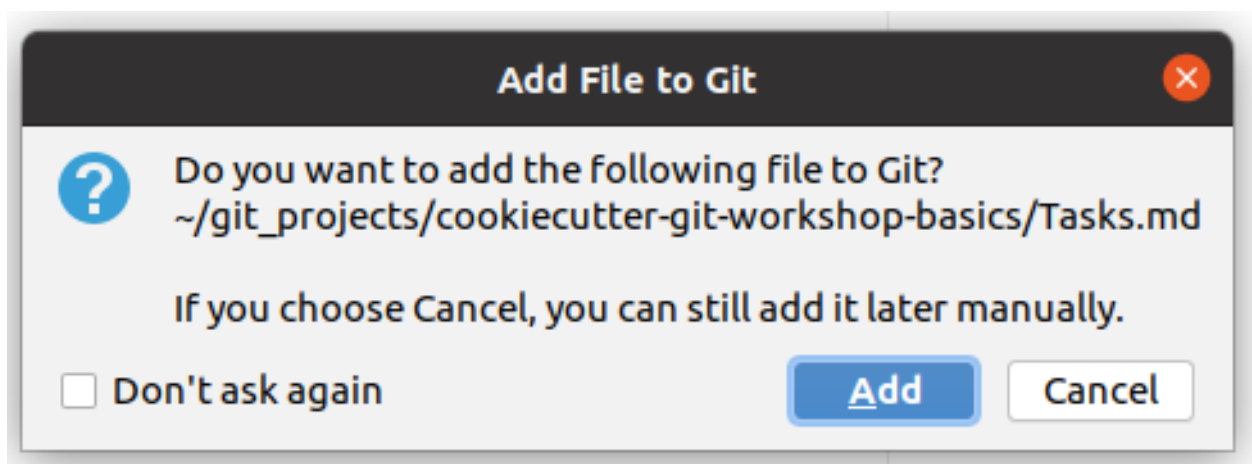 Add File to Git
Do you want to add the following file to Git?
~/git_projects/cookiecutter-git-workshop-basics/Tasks.md
If you choose Cancel, you can still add it later manually.
Don't ask again
Add
Cancel